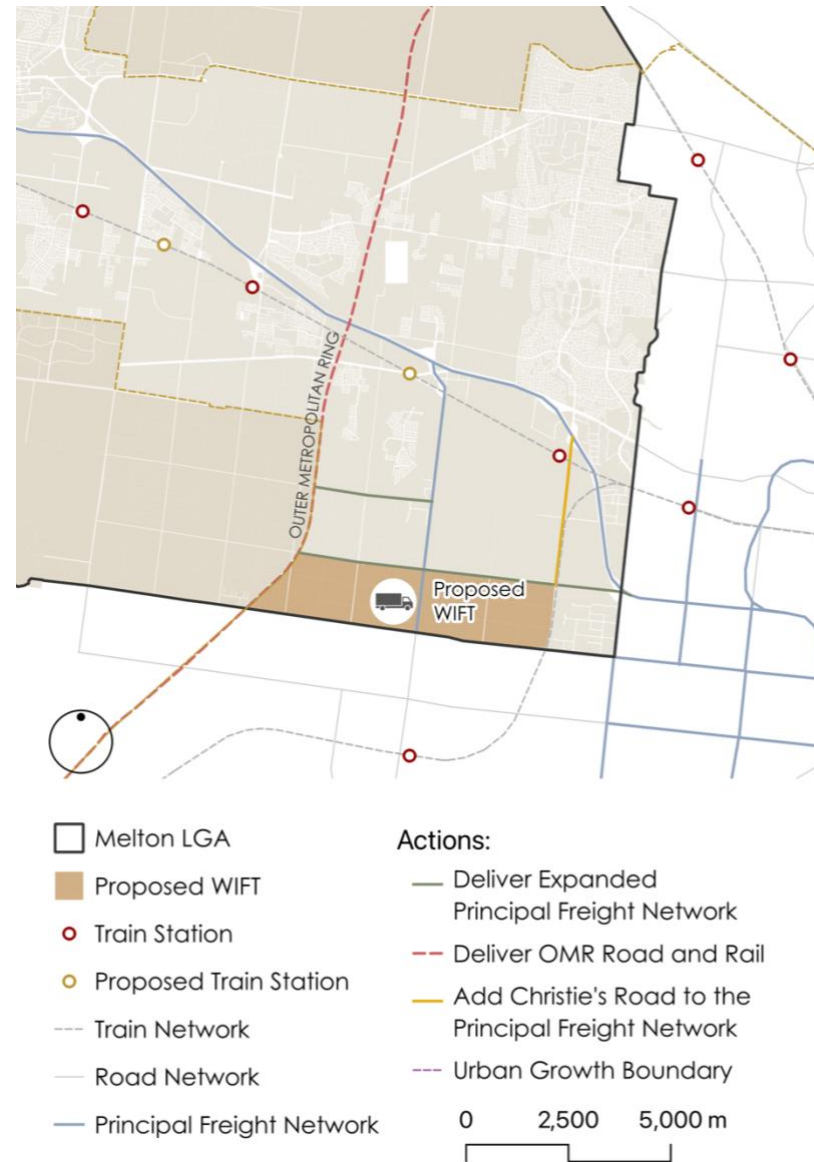 OUTER METROPOLITAN RING
Proposed
WIFT
Melton LGA
Proposed WIFT
Train Station
Proposed Train Station
Train Network
Road Network
Principal Freight Network
Actions:
Deliver Expanded
Principal Freight Network
Deliver OMR Road and Rail
Add Christie's Road to the
Principal Freight Network
Urban Growth Boundary
0 2,500 5,000 m